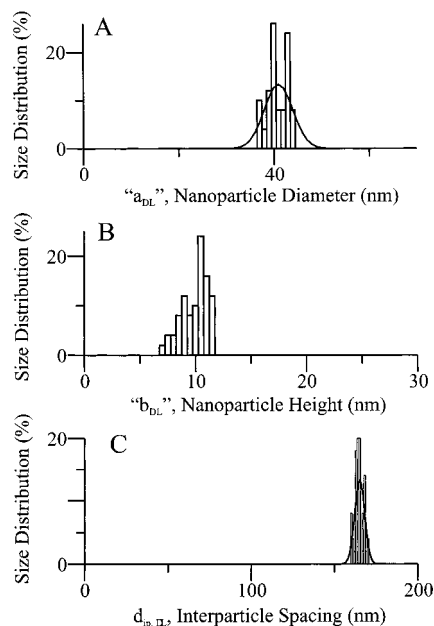 A
Size Distribution (%)
20
0
0
40
“a_DL”, Nanoparticle Diameter (nm)
B
Size Distribution (%)
20
0
0
10
20
30
“b_DL”, Nanoparticle Height (nm)
C
Size Distribution (%)
20
0
0
100
200
Interparticle Spacing (nm)